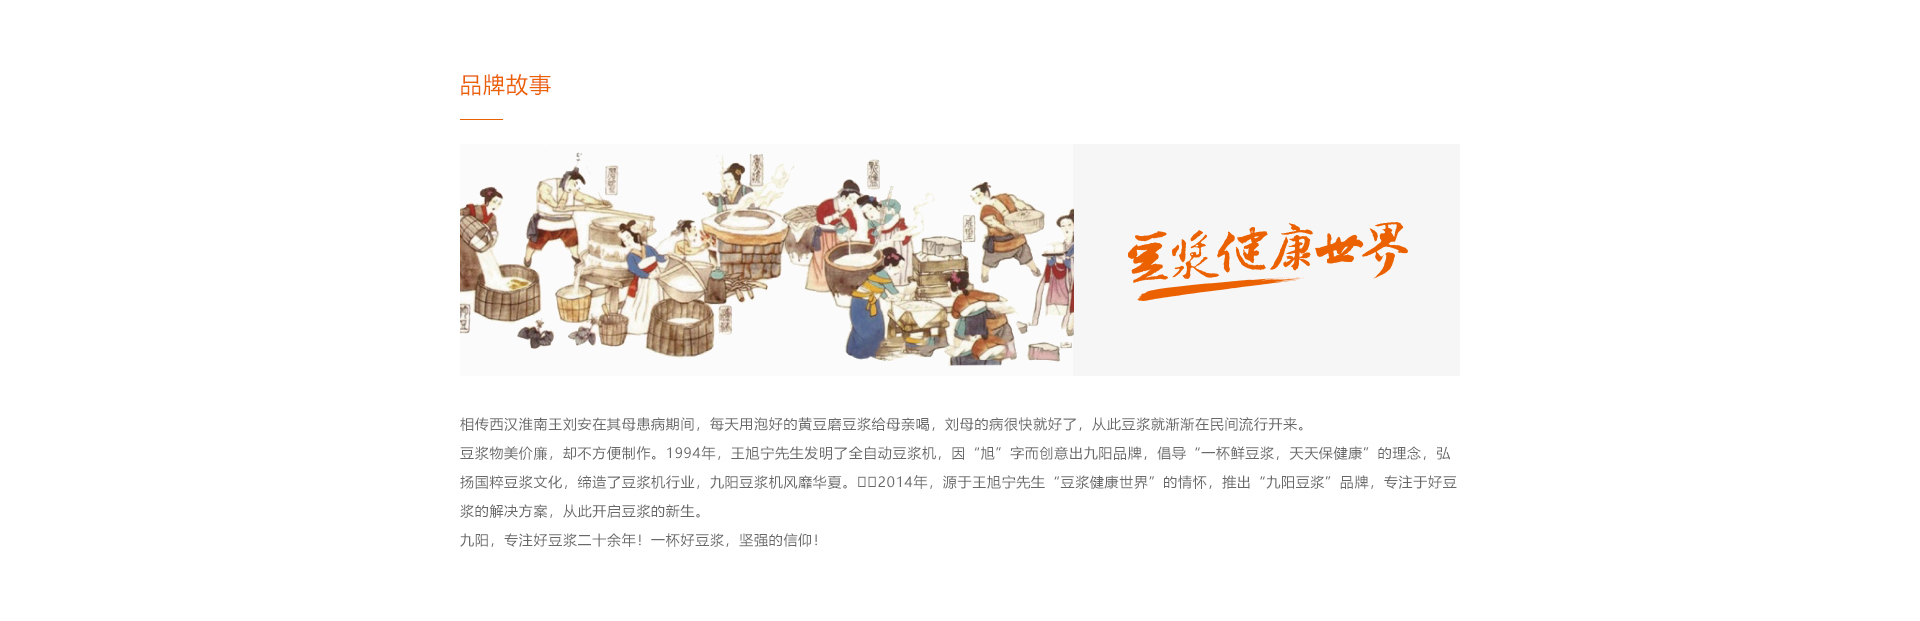 品牌故事
豆浆健康世界
相传西汉淮南王刘安在其母患病期间，每天用泡好的黄豆磨豆浆给母亲喝，刘母的病很快就好了，从此豆浆就渐渐在民间流行开来。
豆浆物美价廉，却不方便制作。1994年，王旭宁先生发明了全自动豆浆机，因“旭”字而创意出九阳品牌，倡导“一杯鲜豆浆，天天保健康”的理念，弘
扬国粹豆浆文化，缔造了豆浆机行业，九阳豆浆机风靡华夏。2014年，源于王旭宁先生“豆浆健康世界”的情怀，推出“九阳豆浆”品牌，专注于好豆
浆的解决方案，从此开启豆浆的新生。
九阳，专注好豆浆二十余年！一杯好豆浆，坚强的信仰！